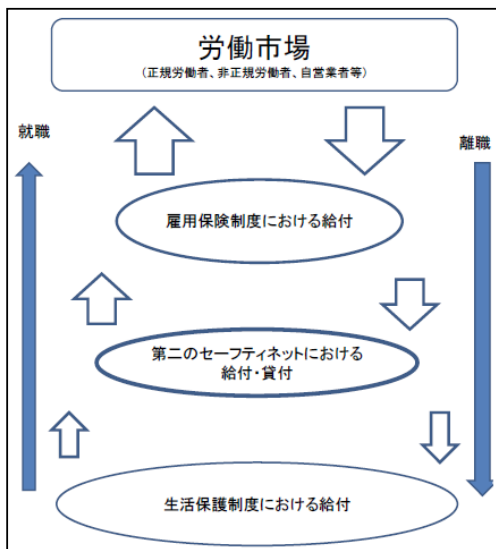 労働市場
(正規労働者、非正規労働者、自営業者等)
就職
離職
雇用保険制度における給付
第二のセーフティネットにおける
給付・貸付
生活保護制度における給付